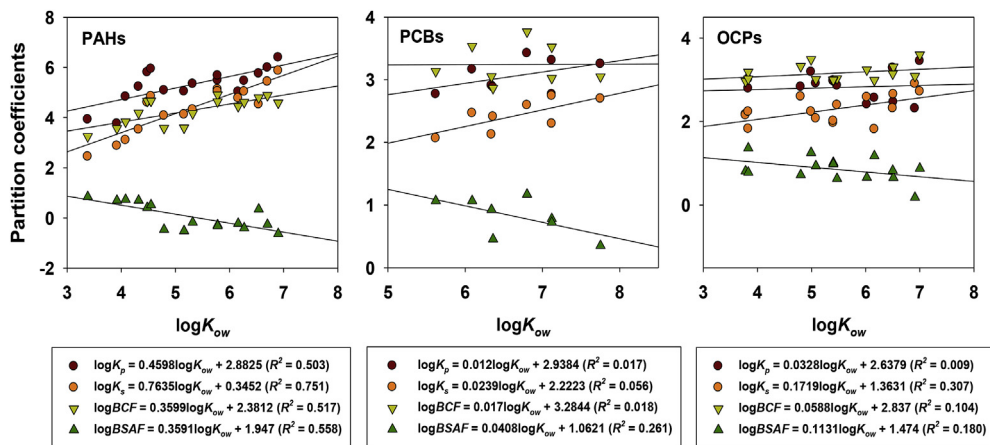 Partition coefficients
PAHs
8
6
4
2
0
-2
3 4 5 6 7 8
logKow
PCBs
4
3
2
1
0
5 6 7 8
logKow
OCPs
4
2
0
3 4 5 6 7 8
logKow
logKp = 0.4598logKow + 2.8825 (R² = 0.503)
logKs = 0.7635logKow + 0.3452 (R² = 0.751)
logBCF = 0.3599logKow + 2.3812 (R² = 0.517)
logBSAF = 0.3591logKow + 1.947 (R² = 0.558)
logKp = 0.012logKow + 2.9384 (R² = 0.017)
logKs = 0.0239logKow + 2.2223 (R² = 0.056)
logBCF = 0.017logKow + 3.2844 (R² = 0.018)
logBSAF = 0.0408logKow + 1.0621 (R² = 0.261)
logKp = 0.0328logKow + 2.6379 (R² = 0.009)
logKs = 0.1719logKow + 1.3631 (R² = 0.307)
logBCF = 0.0588logKow + 2.837 (R² = 0.104)
logBSAF = 0.1131logKow + 1.474 (R² = 0.180)